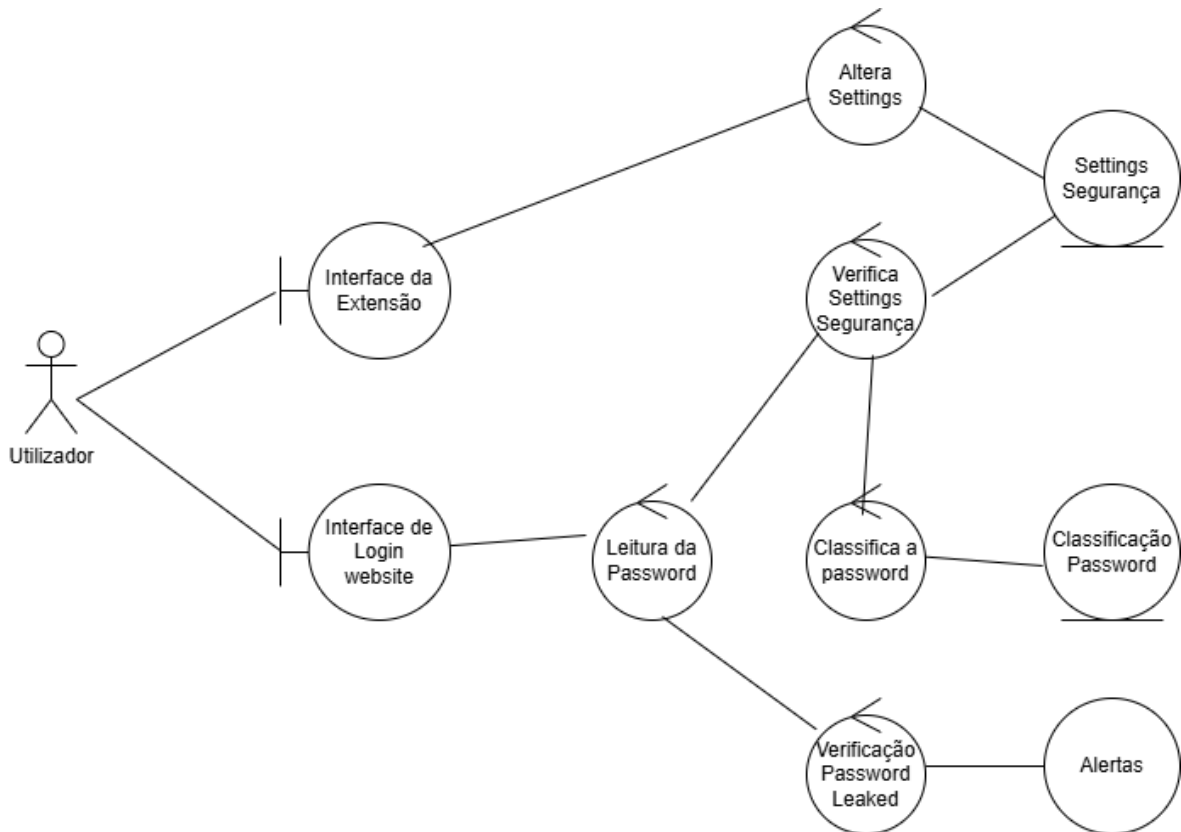 Altera
Settings
Settings
Segurança
Interface da
Extensão
Verifica
Settings
Segurança
Utilizador
Interface de
Login
website
Leitura da
Password
Classifica a
password
Classificação
Password
Verificação
Password
Leaked
Alertas